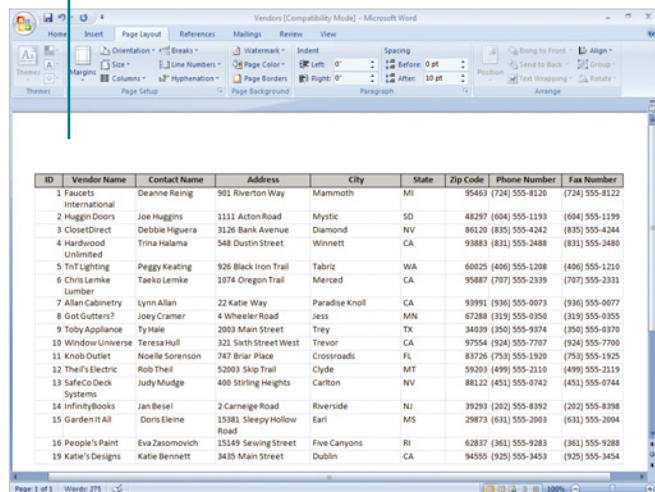 Vendors [Compatibility Mode] - Microsoft Word
Home Insert Page Layout References Mailings Review View
Themes
Themes
Margins
Orientation
Size
Columns
Breaks
Line Numbers
Hyphenation
Page Setup
Watermark
Page Color
Page Borders
Page Background
Indent
Left: 0"
Right: 0"
Spacing
Before: 0 pt
After: 10 pt
Paragraph
Position
Bring to Front
Send to Back
Text Wrapping
Align
Group
Rotate
Arrange
ID Vendor Name Contact Name Address City State Zip Code Phone Number Fax Number
1 Faucets International Deanne Reinig 901 Riverton Way Mammoth MI 95463 (724) 555-8120 (724) 555-8122
2 Huggin Doors Joe Huggins 1111 Acton Road Mystic SD 48297 (604) 555-1193 (604) 555-1199
3 ClosetDirect Debbie Higuera 3126 Bank Avenue Diamond NV 86120 (835) 555-4242 (835) 555-4244
4 Hardwood Unlimited Trina Halama 548 Dustin Street Winnett CA 93883 (831) 555-2488 (831) 555-2480
5 TnT Lighting Peggy Keating 926 Black Iron Trail Tabriz WA 60025 (406) 555-1208 (406) 555-1210
6 Chris Lemke Lumber Taeko Lemke 1074 Oregon Trail Merced CA 95887 (707) 555-2339 (707) 555-2331
7 Allan Cabinetry Lynn Allan 22 Katie Way Paradise Knoll CA 93991 (936) 555-0073 (936) 555-0077
8 Got Gutters? Joey Cramer 4 Wheeler Road Jess MN 67288 (319) 555-0350 (319) 555-0355
9 Toby Appliance Ty Hale 2003 Main Street Trey TX 34039 (350) 555-9374 (350) 555-0370
10 Window Universe Teresa Hull 321 Sixth Street West Trevor CA 97554 (924) 555-7707 (924) 555-7700
11 Knob Outlet Noelle Sorenson 747 Briar Place Crossroads FL 83726 (753) 555-1920 (753) 555-1925
12 Theil's Electric Rob Theil 52003 Skip Trail Clyde MT 59203 (499) 555-2110 (499) 555-2119
13 SafeCo Deck Systems Judy Mudge 400 Stirling Heights Carlton NV 88122 (451) 555-0742 (451) 555-0744
14 InfinityBooks Jan Besel 2 Carneige Road Riverside NJ 39293 (202) 555-8392 (202) 555-8398
15 Garden It All Doris Eleine 15381 Sleepy Hollow Road Earl MS 29873 (631) 555-2003 (631) 555-2004
16 People's Paint Eva Zasomovich 15149 Sewing Street Five Canyons RI 62837 (361) 555-9283 (361) 555-9288
19 Katie's Designs Katie Bennett 3435 Main Street Dublin CA 94555 (925) 555-3453 (925) 555-3454
Page: 1 of 1 Words: 275 100%